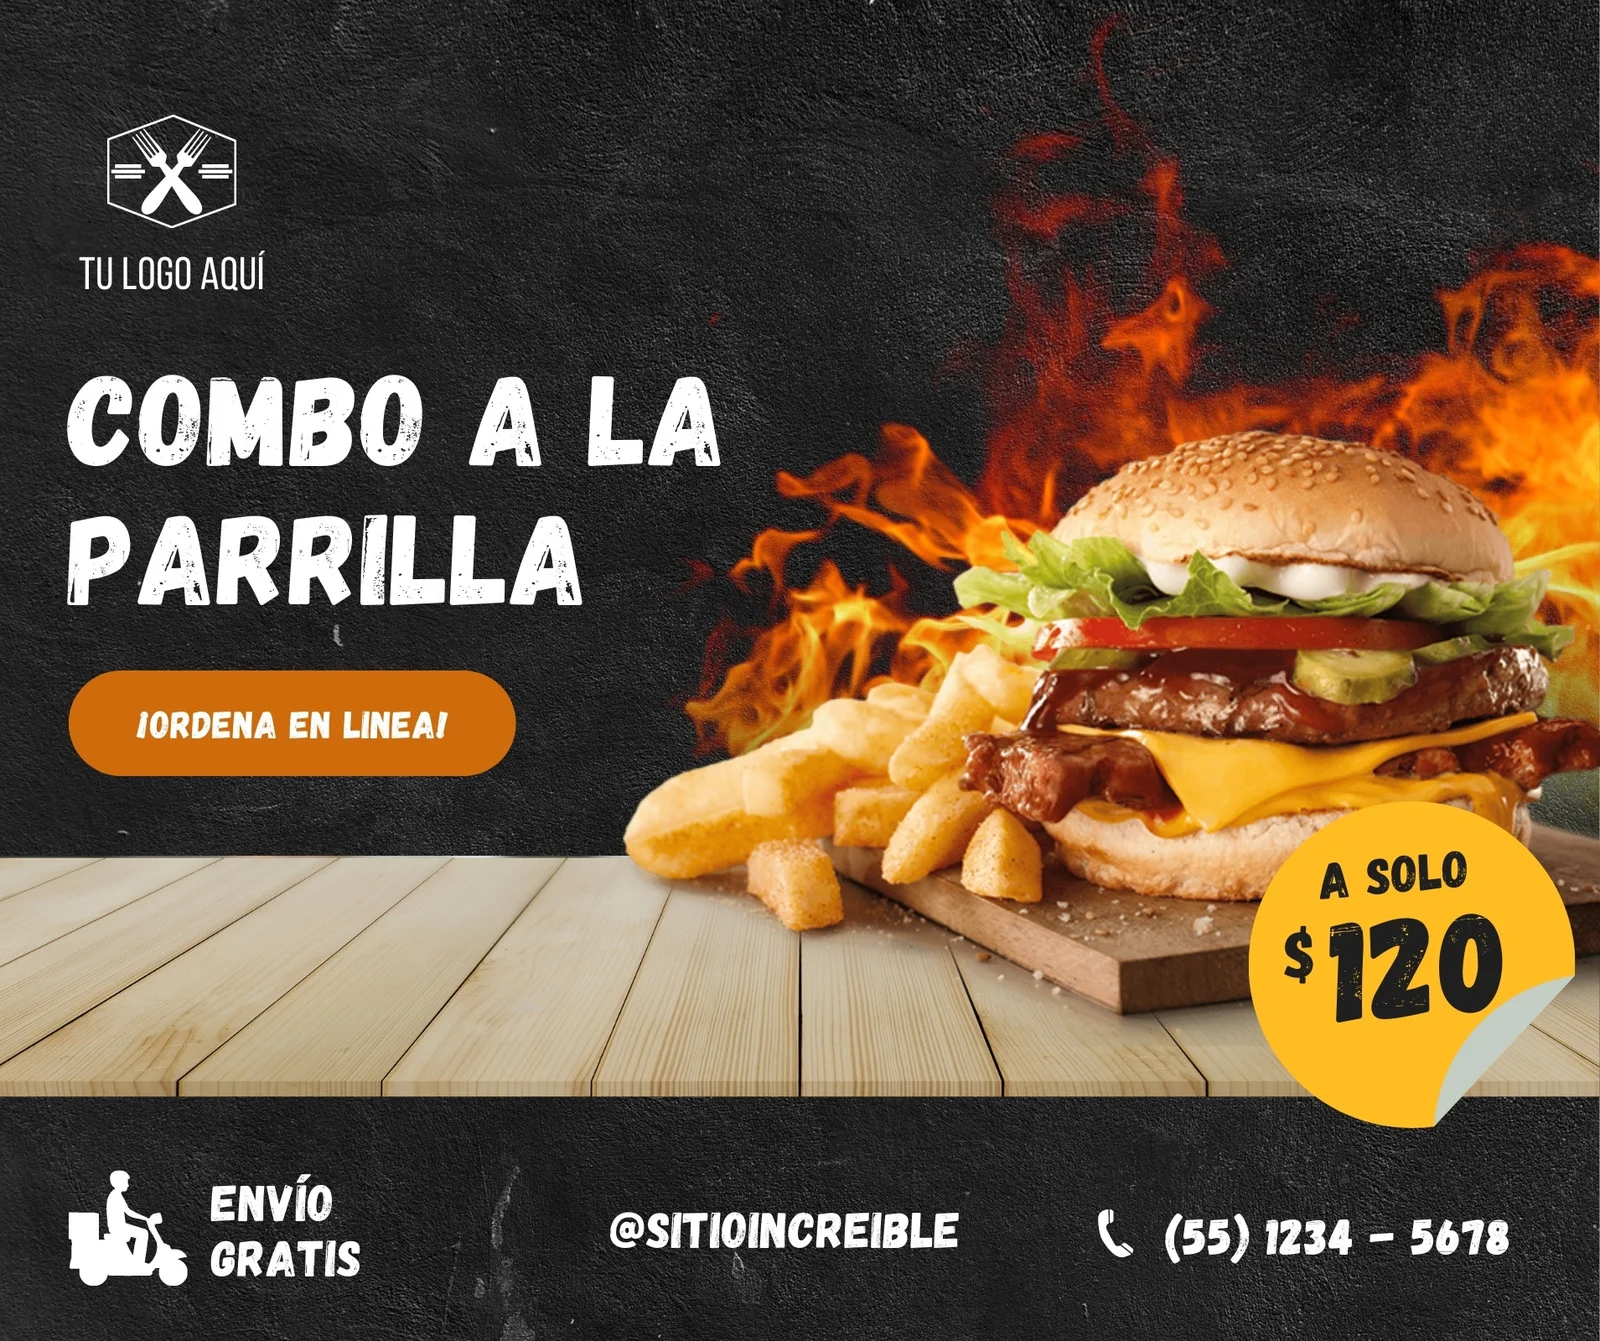 TU LOGO AQUÍ
COMBO A LA
PARRILLA
¡ORDENA EN LINEA!
A SOLO
$120
ENVÍO
GRATIS
@SITIOINCREIBLE
(55) 1234 - 5678